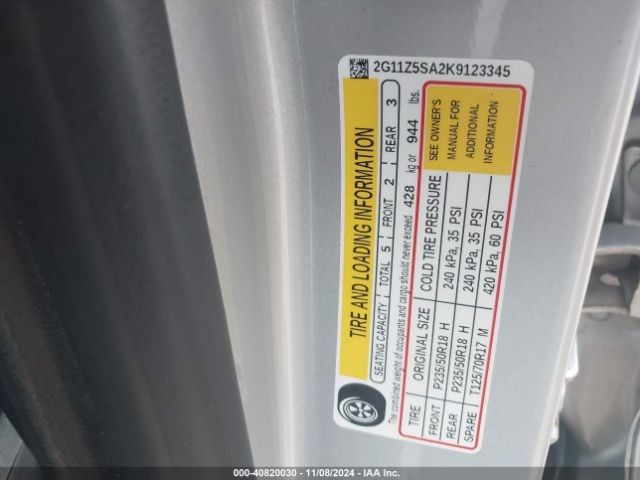 2G11Z5SA2K9123345
TIRE AND LOADING INFORMATION
SEATING CAPACITY TOTAL 5 FRONT 2 REAR 3
The combined weight of occupants and cargo should never exceed 428 kg or 944 lbs.
TIRE ORIGINAL SIZE COLD TIRE PRESSURE
FRONT P235/50R18 H 240 kPa, 35 PSI
REAR P235/50R18 H 240 kPa, 35 PSI
SPARE T125/70R17 M 420 kPa, 60 PSI
SEE OWNER'S
MANUAL FOR
ADDITIONAL
INFORMATION
000-40820030 - 11/08/2024 - IAA Inc.